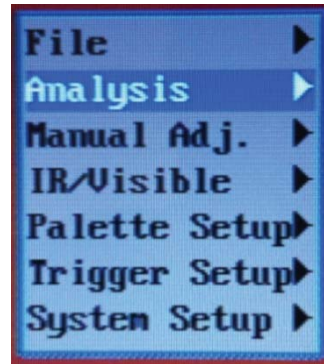 File
Analysis
Manual Adj.
IR/Visible
Palette Setup
Trigger Setup
System Setup